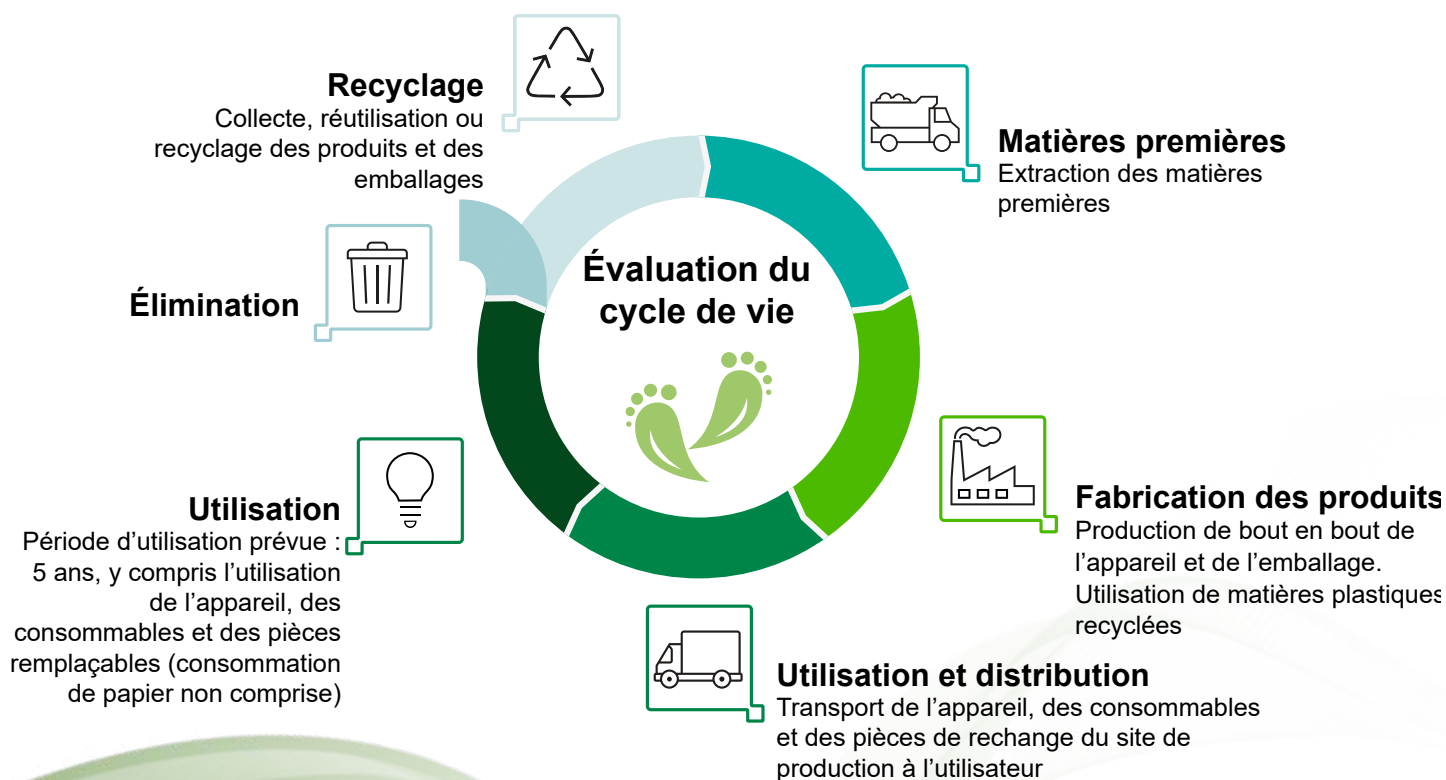 Évaluation du
cycle de vie
Matières premières
Extraction des matières
premières
Fabrication des produits
Production de bout en bout de
l’appareil et de l’emballage.
Utilisation de matières plastiques
recyclées
Utilisation et distribution
Transport de l’appareil, des consommables
et des pièces de rechange du site de
production à l’utilisateur
Utilisation
Période d’utilisation prévue :
5 ans, y compris l’utilisation
de l’appareil, des
consommables et des pièces
remplaçables (consommation
de papier non comprise)
Élimination
Recyclage
Collecte, réutilisation ou
recyclage des produits et des
emballages